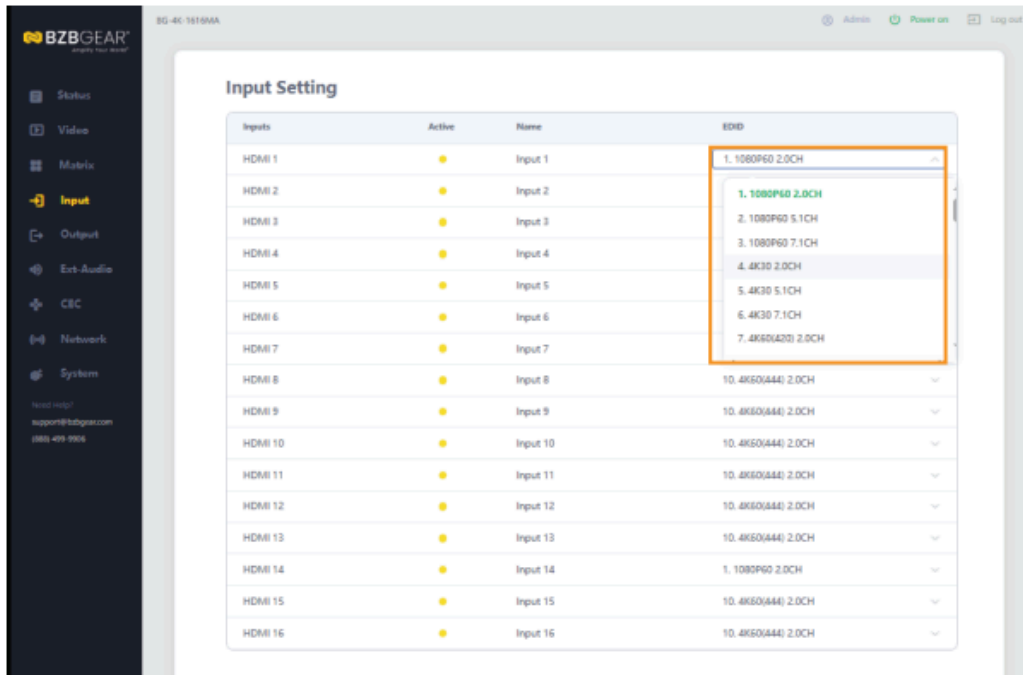 BG-4K-1616MA
Admin
Power on
Log out
BZBGEAR
Status
Video
Matrix
Input
Output
Ext-Audio
CEC
Network
System
Need Help?
support@bzbgear.com
(888) 499-9906
Input Setting
Inputs Active Name EDID
HDMI 1 Input 1 1. 1080P60 2.0CH
HDMI 2 Input 2
1. 1080P60 2.0CH
HDMI 3 Input 3
2. 1080P60 5.1CH
3. 1080P60 7.1CH
HDMI 4 Input 4
4. 4K30 2.0CH
HDMI 5 Input 5
5. 4K30 5.1CH
HDMI 6 Input 6
6. 4K30 7.1CH
HDMI 7 Input 7
7. 4K60(420) 2.0CH
HDMI 8 Input 8 10. 4K60(444) 2.0CH
HDMI 9 Input 9 10. 4K60(444) 2.0CH
HDMI 10 Input 10 10. 4K60(444) 2.0CH
HDMI 11 Input 11 10. 4K60(444) 2.0CH
HDMI 12 Input 12 10. 4K60(444) 2.0CH
HDMI 13 Input 13 10. 4K60(444) 2.0CH
HDMI 14 Input 14 1. 1080P60 2.0CH
HDMI 15 Input 15 10. 4K60(444) 2.0CH
HDMI 16 Input 16 10. 4K60(444) 2.0CH